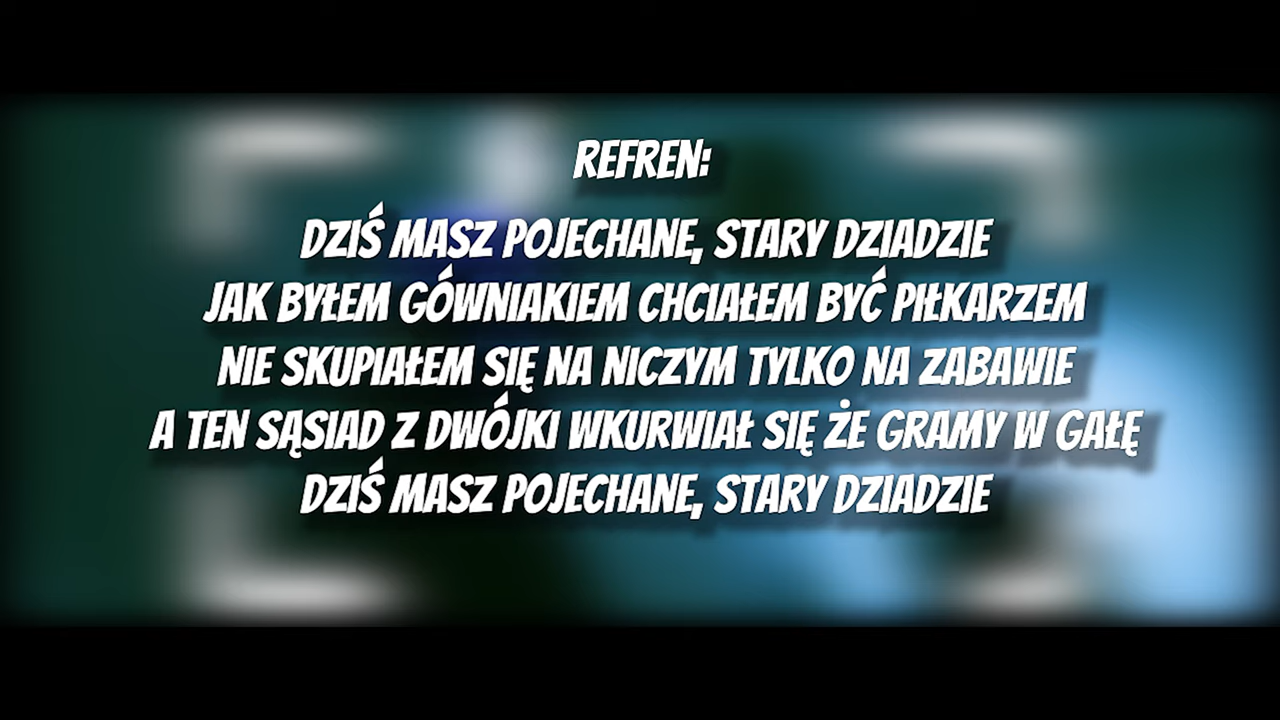 REFREN:
DZIŚ MASZ POJECHANE, STARY DZIADZIE
JAK BYŁEM GÓWNIAKIEM CHCIAŁEM BYĆ PIŁKARZEM
NIE SKUPIAŁEM SIĘ NA NICZYM TYLKO NA ZABAWIE
A TEN SĄSIAD Z DWÓJKI WKURWIAŁ SIĘ ŻE GRAMY W GAŁĘ
DZIŚ MASZ POJECHANE, STARY DZIADZIE